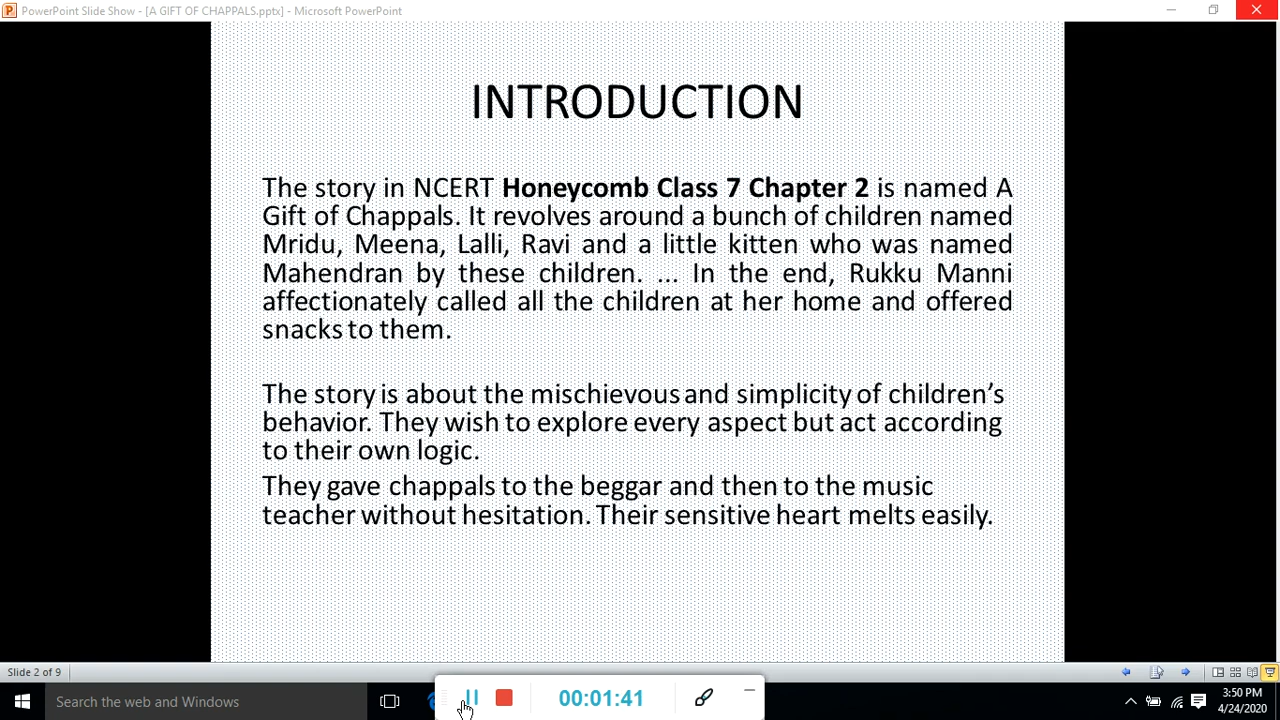 PowerPoint Slide Show - [A GIFT OF CHAPPALS.pptx] - Microsoft PowerPoint
INTRODUCTION
The story in NCERT Honeycomb Class 7 Chapter 2 is named A
Gift of Chappals. It revolves around a bunch of children named
Mridu, Meena, Lalli, Ravi and a little kitten who was named
Mahendran by these children. ... In the end, Rukku Manni
affectionately called all the children at her home and offered
snacks to them.
The story is about the mischievous and simplicity of children’s
behavior. They wish to explore every aspect but act according
to their own logic.
They gave chappals to the beggar and then to the music
teacher without hesitation. Their sensitive heart melts easily.
Slide 2 of 9
Search the web and Windows
00:01:41
3:50 PM
4/24/2020